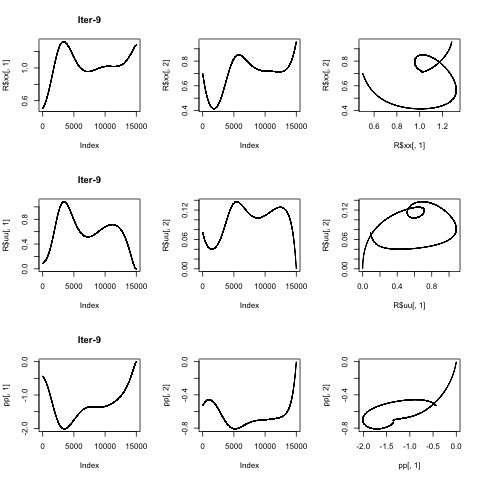 Iter-9
R$xx[, 1]
0.6 1.0
0 5000 10000 15000
Index
R$xx[, 2]
0.4 0.6 0.8
0 5000 10000 15000
Index
R$xx[, 2]
0.4 0.6 0.8
0.6 0.8 1.0 1.2
R$xx[, 1]
Iter-9
R$uu[, 1]
0.0 0.4 0.8
0 5000 10000 15000
Index
R$uu[, 2]
0.00 0.06 0.12
0 5000 10000 15000
Index
R$uu[, 2]
0.00 0.06 0.12
0.0 0.4 0.8
R$uu[, 1]
Iter-9
pp[, 1]
-2.0 -1.0 0.0
0 5000 10000 15000
Index
pp[, 2]
-0.8 -0.4 0.0
0 5000 10000 15000
Index
pp[, 2]
-0.8 -0.4 0.0
-2.0 -1.5 -1.0 -0.5 0.0
pp[, 1]